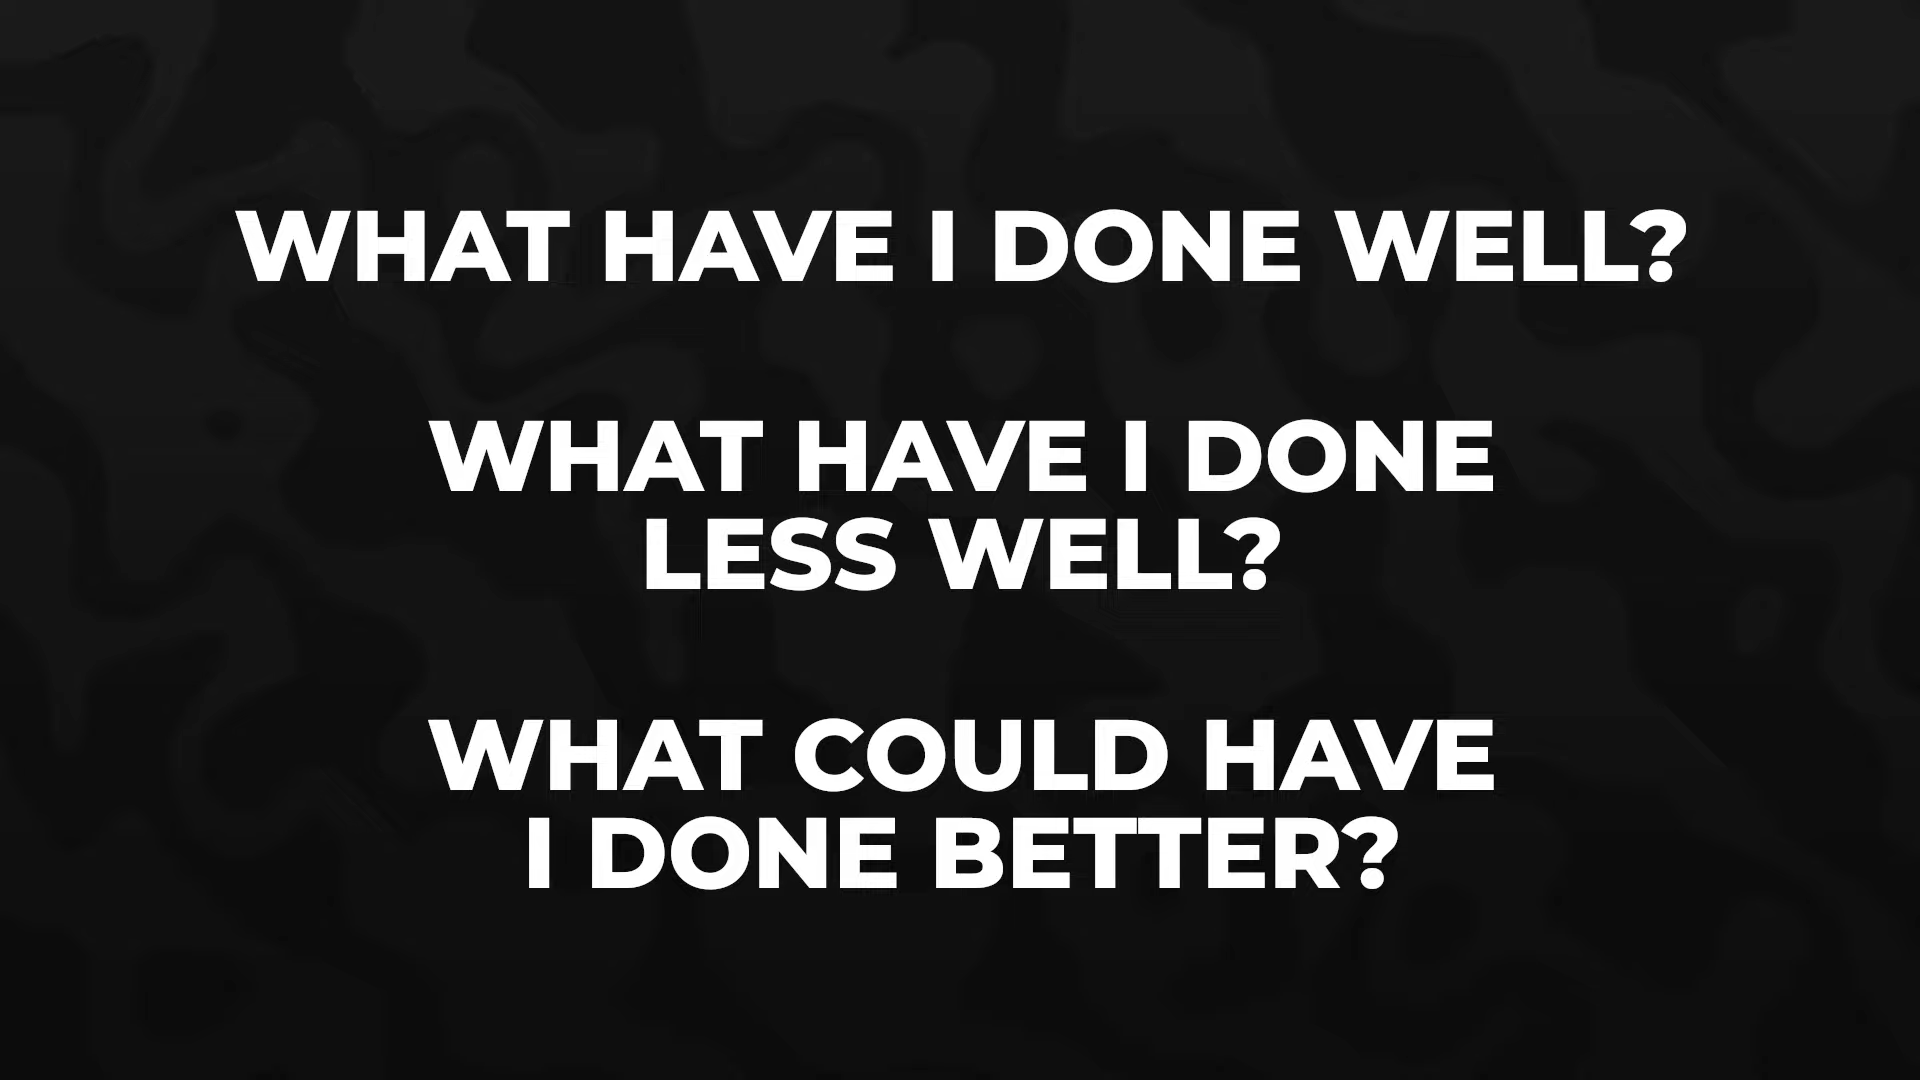 WHAT HAVE I DONE WELL?
WHAT HAVE I DONE
LESS WELL?
WHAT COULD HAVE
I DONE BETTER?